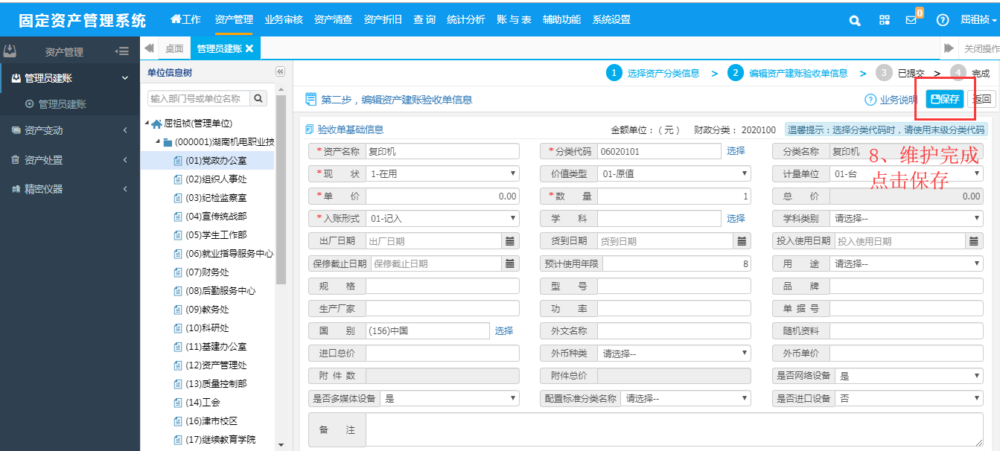 固定资产管理系统 工作 资产管理 业务审核 资产清查 资产折旧 查 询 统计分析 账 与 表 辅助功能 系统设置 0 屈祖祯
资产管理 桌面 管理员建账 关闭操作
管理员建账
管理员建账
资产变动
资产处置
精密仪器
单位信息树
输入部门号或单位名称
屈祖祯(管理单位)
(000001)湖南机电职业技
(01)党政办公室
(02)组织人事处
(03)纪检监察室
(04)宣传统战部
(05)学生工作部
(06)就业指导服务中心
(07)财务处
(08)后勤服务中心
(09)教务处
(10)科研处
(11)基建办公室
(12)资产管理处
(13)质量控制部
(14)工会
(16)津市校区
(17)继续教育学院
1 选择资产分类信息 > 2 编辑资产建账验收单信息 > 3 已提交 > 4 完成
第二步，编辑资产建账验收单信息 业务说明 保存 返回
验收单基础信息 金额单位：（ 元 ） 财政分类： 2020100 温馨提示：选择分类代码时，请使用末级分类代码
*资产名称 复印机 *分类代码 06020101 选择 分类名称 复印机
*现 状 1-在用 价值类型 01-原值 计量单位 01-台
8、维护完成
点击保存
*单 价 0.00 *数 量 1 总 价 0.00
*入账形式 01-记入 学 科 选择 学科类别 请选择--
出厂日期 出厂日期 货到日期 货到日期 投入使用日期 投入使用日期
保修截止日期 保修截止日期 预计使用年限 8 用 途 请选择--
规 格 型 号 品 牌
生产厂家 功 率 单 据 号
国 别 (156)中国 选择 外文名称 随机资料
进口总价 外币种类 请选择-- 外币单价
附 件 数 附件总价 是否网络设备 是
是否多媒体设备 是 配置标准分类名称 请选择-- 是否进口设备 否
备 注